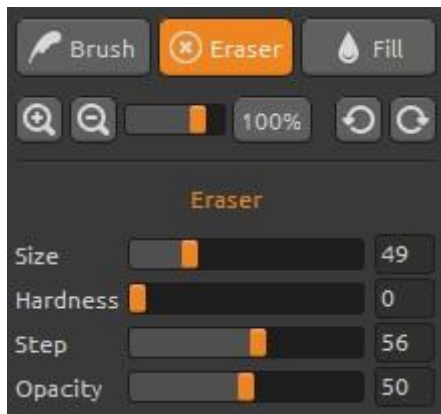 Brush Eraser Fill
100%
Eraser
Size 49
Hardness 0
Step 56
Opacity 50